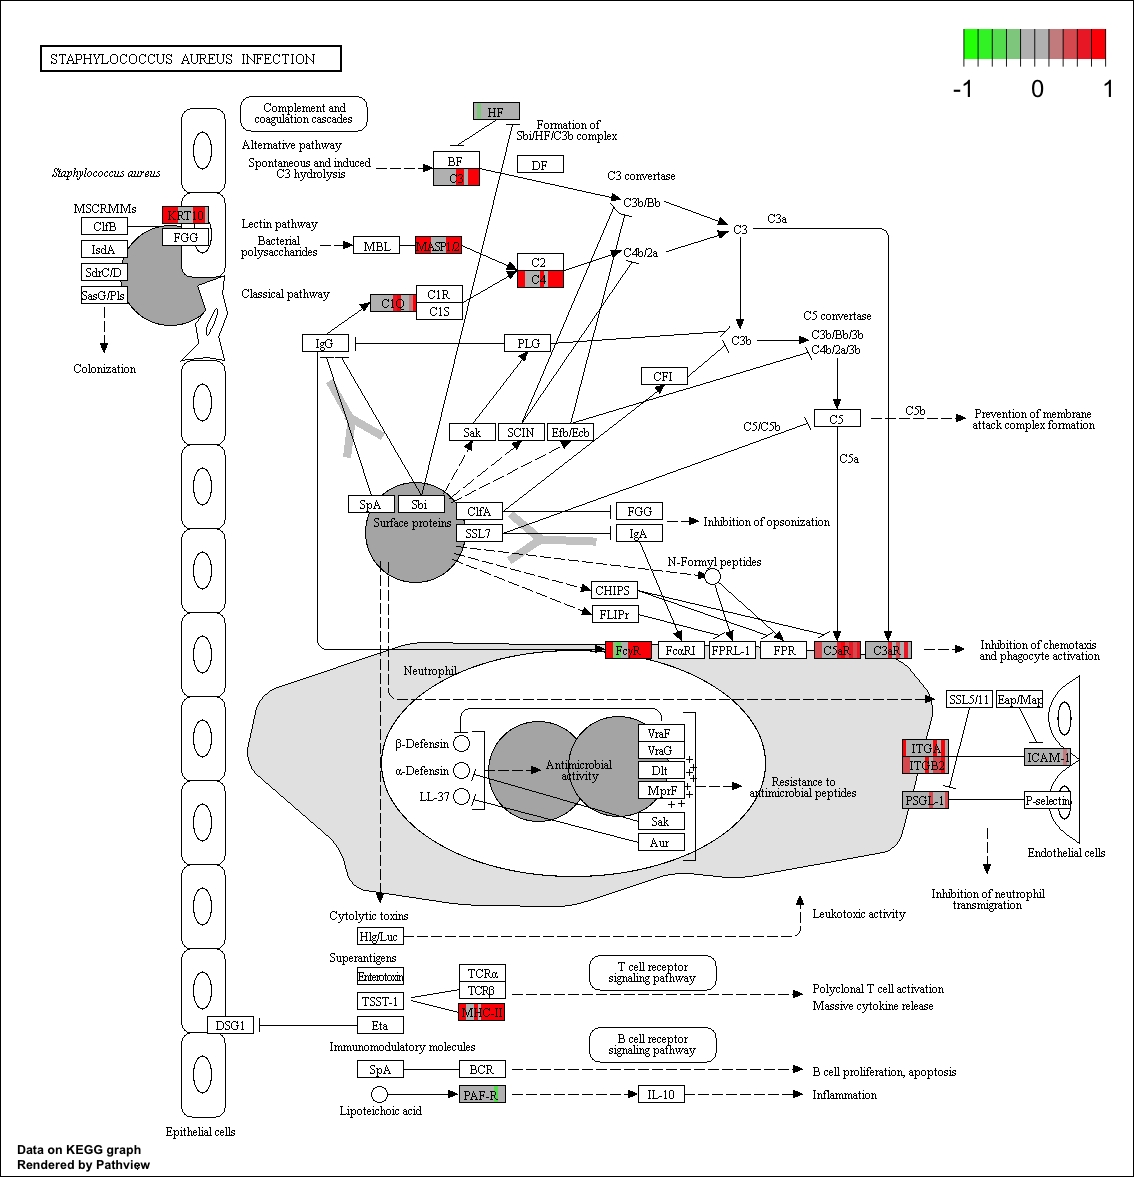 STAPHYLOCOCCUS AUREUS INFECTION
-1
0
1
Complement and
coagulation cascades
HF
Formation of
Sbi/HF/C3b complex
Alternative pathway
Spontaneous and induced
C3 hydrolysis
BF
C3
DF
C3 convertase
C3b/Bb
C3
C3a
Staphylococcus aureus
MSCRMMs
ClfB
IsdA
SdrC/D
SasG/Pls
KRT10
FGG
Colonization
Lectin pathway
Bacterial
polysaccharides
MBL
MASP1/2
C2
C4
C4b/2a
Classical pathway
C1Q
C1R
C1S
C5 convertase
C3b/Bb/3b
C4b/2a/3b
IgG
PLG
C3b
CFI
C5
C5b
Prevention of membrane
attack complex formation
Sak
SCIN
Efb/Ecb
C5/C5b
C5a
SpA
Sbi
Surface proteins
ClfA
SSL7
FGG
IgA
Inhibition of opsonization
N-Formyl peptides
CHIPS
FLIPr
FcγR
FcαRI
FPRL-1
FPR
C5aR
C3aR
Inhibition of chemotaxis
and phagocyte activation
Neutrophil
SSL5/11
Eap/Map
β-Defensin
α-Defensin
LL-37
Antimicrobial
activity
VraF
VraG
Dlt
MprF
Sak
Aur
+
+
+
+
+
+
+ +
Resistance to
antimicrobial peptides
ITGA
ITGB2
ICAM-1
PSGL-1
P-selectin
Endothelial cells
Inhibition of neutrophil
transmigration
Cytolytic toxins
Hlg/Luc
Leukotoxic activity
Superantigens
Enterotoxin
TSST-1
Eta
DSG1
TCRα
TCRβ
MHC-II
T cell receptor
signaling pathway
Polyclonal T cell activation
Massive cytokine release
Immunomodulatory molecules
SpA
BCR
B cell receptor
signaling pathway
B cell proliferation, apoptosis
Lipoteichoic acid
PAF-R
IL-10
Inflammation
Epithelial cells
Data on KEGG graph
Rendered by Pathview